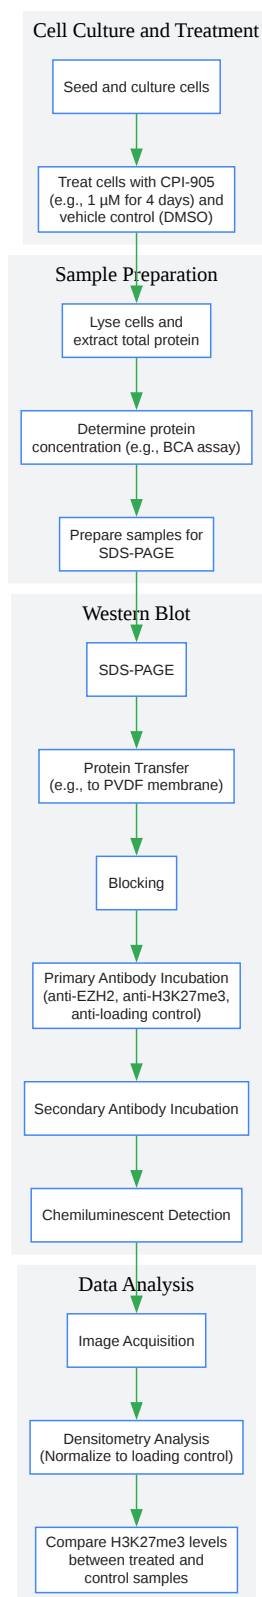 Cell Culture and Treatment
Seed and culture cells
Treat cells with CPI-905
(e.g., 1 µM for 4 days) and
vehicle control (DMSO)
Sample Preparation
Lyse cells and
extract total protein
Determine protein
concentration (e.g., BCA assay)
Prepare samples for
SDS-PAGE
Western Blot
SDS-PAGE
Protein Transfer
(e.g., to PVDF membrane)
Blocking
Primary Antibody Incubation
(anti-EZH2, anti-H3K27me3,
anti-loading control)
Secondary Antibody Incubation
Chemiluminescent Detection
Data Analysis
Image Acquisition
Densitometry Analysis
(Normalize to loading control)
Compare H3K27me3 levels
between treated and
control samples